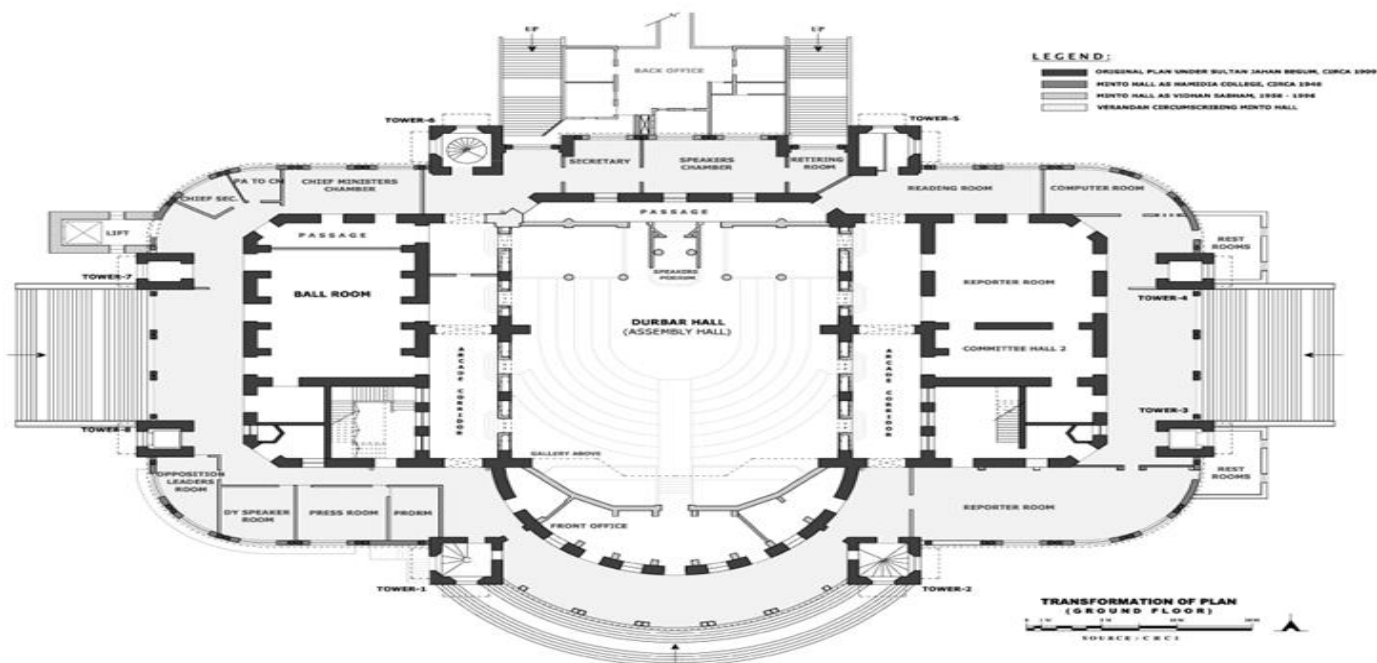 UP
UP
BACK OFFICE
LEGEND:
ORIGINAL PLAN UNDER SULTAN JAHAN BEGUM, CIRCA 1909
MINTO HALL AS HAMIDIA COLLEGE, CIRCA 1946
MINTO HALL AS VIDHAN SABHAH, 1956 - 1996
VERANDAH CIRCUMSCRIBING MINTO HALL
TOWER-6
TOWER-5
SECRETARY
SPEAKERS
CHAMBER
RETIRING
ROOM
PA TO CM
CHIEF MINISTERS
CHAMBER
CHIEF SEC.
READING ROOM
COMPUTER ROOM
PASSAGE
LIFT
PASSAGE
REST
ROOMS
TOWER-7
SPEAKERS
PODIUM
REPORTER ROOM
TOWER-4
BALL ROOM
DURBAR HALL
(ASSEMBLY HALL)
COMMITTEE HALL 2
ARCADE CORRIDOR
ARCADE CORRIDOR
TOWER-3
TOWER-8
GALLERY ABOVE
OPPOSITION
LEADERS
ROOM
REST
ROOMS
DY SPEAKER
ROOM
PRESS ROOM
PRORM
FRONT OFFICE
REPORTER ROOM
TOWER-1
TOWER-2
TRANSFORMATION OF PLAN
(GROUND FLOOR)
SOURCE: CRCI